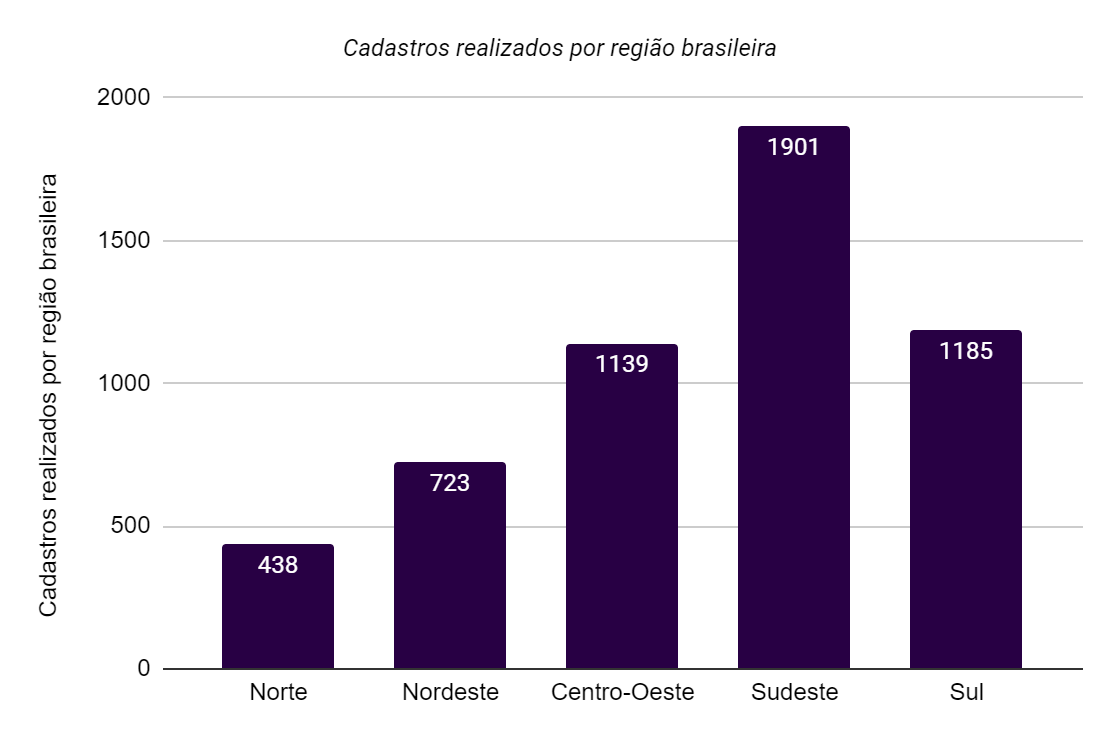 Cadastros realizados por região brasileira
Cadastros realizados por região brasileira
2000
1500
1000
500
0
438
723
1139
1901
1185
Norte
Nordeste
Centro-Oeste
Sudeste
Sul